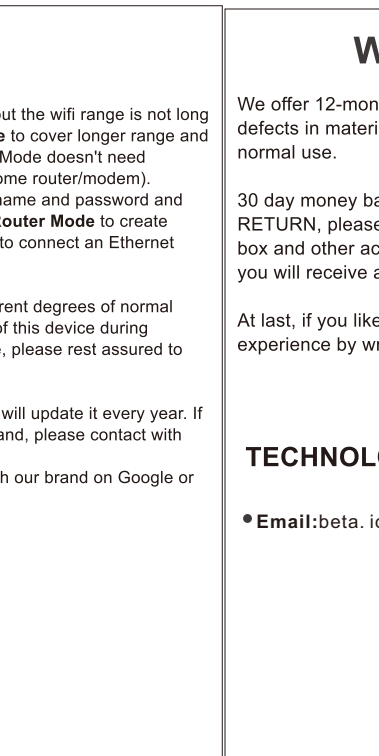 out the wifi range is not long
e to cover longer range and
Mode doesn't need
ome router/modem).
name and password and
Router Mode to create
to connect an Ethernet
rent degrees of normal
of this device during
e, please rest assured to
will update it every year. If
and, please contact with
h our brand on Google or
W
We offer 12-mon
defects in materi
normal use.
30 day money ba
RETURN, please
box and other ac
you will receive a
At last, if you like
experience by wr
TECHNOLO
●Email:beta. ic